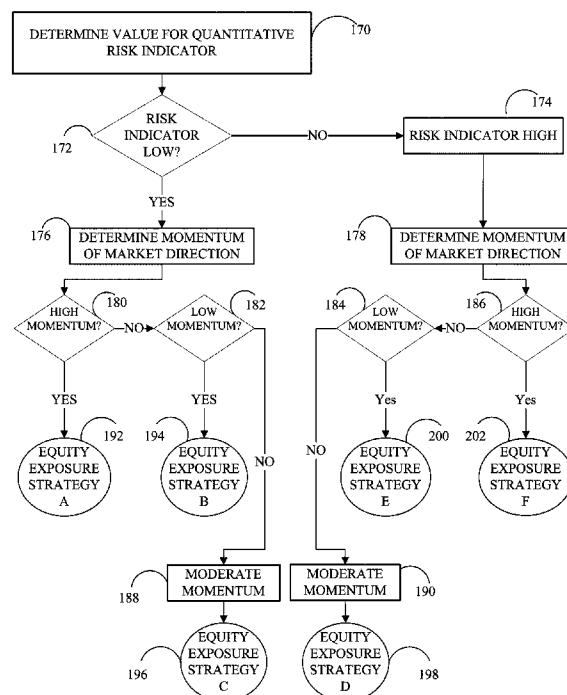 DETERMINE VALUE FOR QUANTITATIVE
RISK INDICATOR
170
RISK
INDICATOR
LOW?
172
NO
RISK INDICATOR HIGH
174
YES
176
DETERMINE MOMENTUM
OF MARKET DIRECTION
178
DETERMINE MOMENTUM
OF MARKET DIRECTION
HIGH
MOMENTUM?
180
NO
LOW
MOMENTUM?
182
184
LOW
MOMENTUM?
NO
186
HIGH
MOMENTUM?
YES
YES
Yes
Yes
NO
NO
EQUITY
EXPOSURE
STRATEGY
A
192
194
EQUITY
EXPOSURE
STRATEGY
B
EQUITY
EXPOSURE
STRATEGY
E
200
202
EQUITY
EXPOSURE
STRATEGY
F
188
MODERATE
MOMENTUM
MODERATE
MOMENTUM
190
196
EQUITY
EXPOSURE
STRATEGY
C
EQUITY
EXPOSURE
STRATEGY
D
198